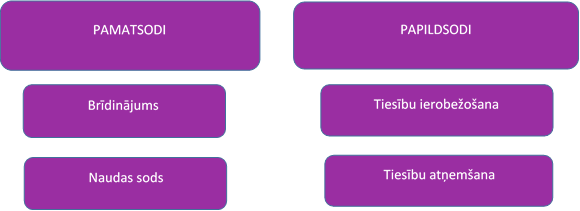 PAMATSODI
PAPILDSODI
Brīdinājums
Tiesību ierobežošana
Naudas sods
Tiesību atņemšana